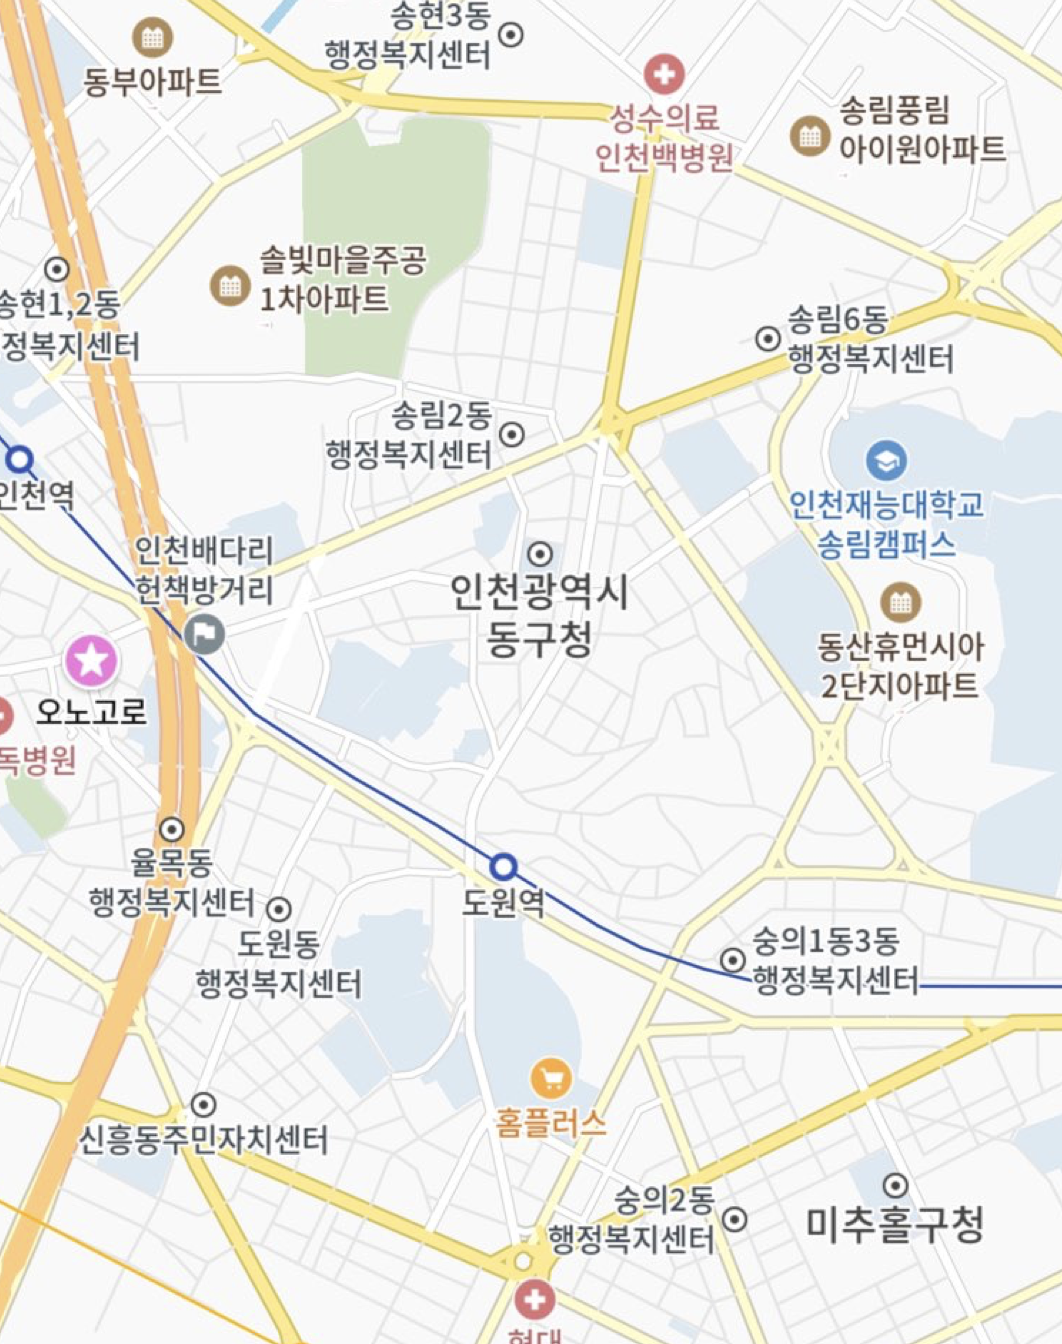 송현3동
행정복지센터
동부아파트
성수의료
인천백병원
송림풍림
아이원아파트
솔빛마을주공
1차아파트
송현1,2동
정복지센터
송림6동
행정복지센터
송림2동
행정복지센터
인천역
인천재능대학교
송림캠퍼스
인천배다리
헌책방거리
인천광역시
동구청
동산휴먼시아
2단지아파트
오노고로
독병원
율목동
행정복지센터
도원역
도원동
행정복지센터
숭의1동3동
행정복지센터
홈플러스
신흥동주민자치센터
숭의2동
행정복지센터
미추홀구청
현대